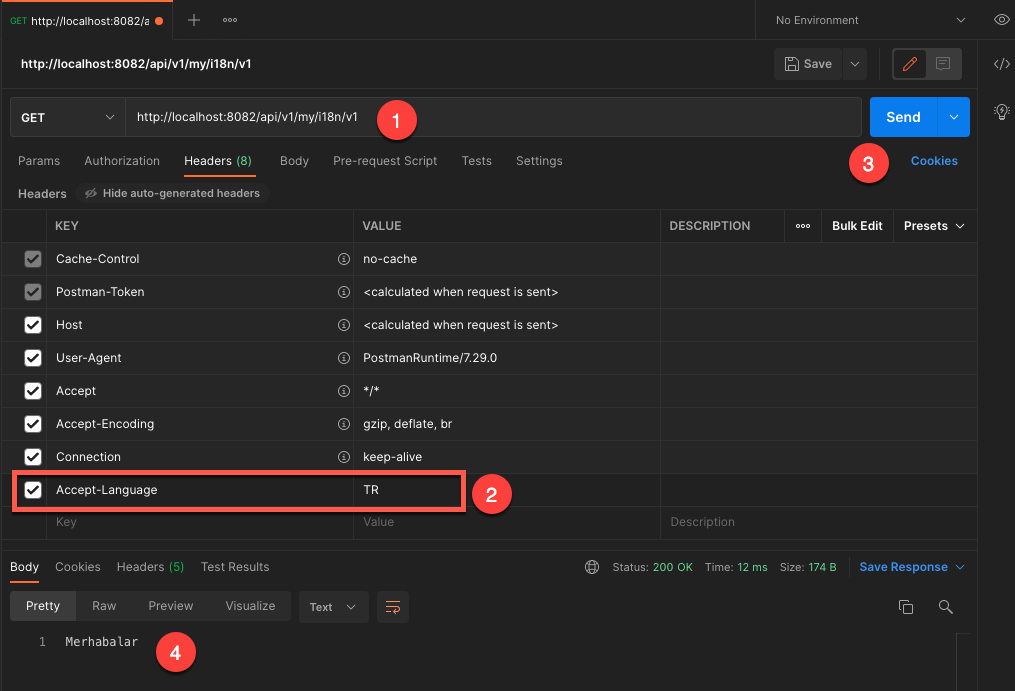 GET http://localhost:8082/a
No Environment
http://localhost:8082/api/v1/my/i18n/v1
Save
GET http://localhost:8082/api/v1/my/i18n/v1 1 Send
Params Authorization Headers (8) Body Pre-request Script Tests Settings 3 Cookies
Headers Hide auto-generated headers
KEY VALUE DESCRIPTION Bulk Edit Presets
Cache-Control no-cache
Postman-Token <calculated when request is sent>
Host <calculated when request is sent>
User-Agent PostmanRuntime/7.29.0
Accept */*
Accept-Encoding gzip, deflate, br
Connection keep-alive
Accept-Language TR 2
Key Value Description
Body Cookies Headers (5) Test Results Status: 200 OK Time: 12 ms Size: 174 B Save Response
Pretty Raw Preview Visualize Text
1 Merhabalar 4